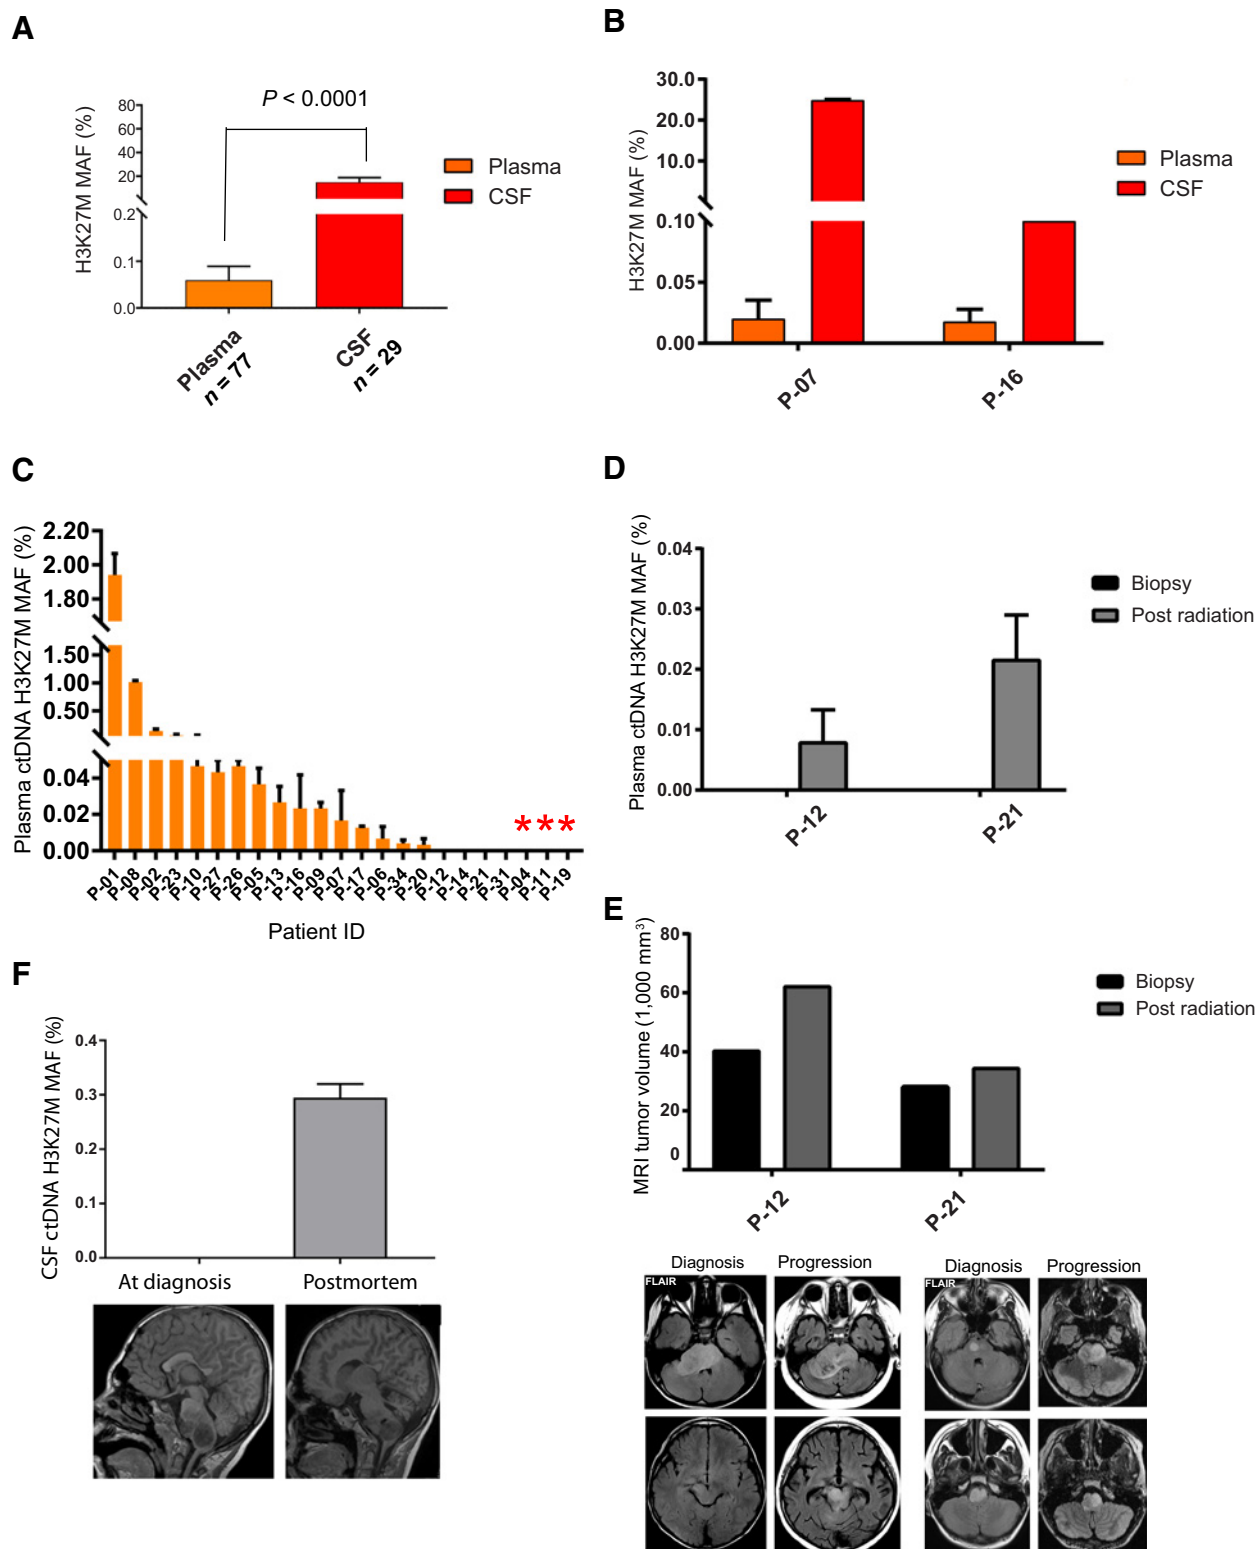 A
P < 0.0001
H3K27M MAF (%)
80
60
40
20
0.2
0.1
0.0
Plasma
n = 77
CSF
n = 29
Plasma
CSF
B
H3K27M MAF (%)
30.0
20.0
10.0
0.10
0.05
0.00
P-07
P-16
Plasma
CSF
C
Plasma ctDNA H3K27M MAF (%)
2.20
2.00
1.80
1.50
1.00
0.50
0.04
0.02
0.00
***
P-01
P-08
P-02
P-23
P-10
P-27
P-26
P-05
P-13
P-16
P-09
P-07
P-17
P-06
P-34
P-20
P-12
P-14
P-21
P-31
P-04
P-11
P-19
Patient ID
D
Plasma ctDNA H3K27M MAF (%)
0.04
0.03
0.02
0.01
0.00
P-12
P-21
Biopsy
Post radiation
E
MRI tumor volume (1,000 mm³)
80
60
40
20
0
P-12
P-21
Biopsy
Post radiation
Diagnosis
Progression
Diagnosis
Progression
FLAIR
FLAIR
F
CSF ctDNA H3K27M MAF (%)
0.4
0.3
0.2
0.1
0.0
At diagnosis
Postmortem